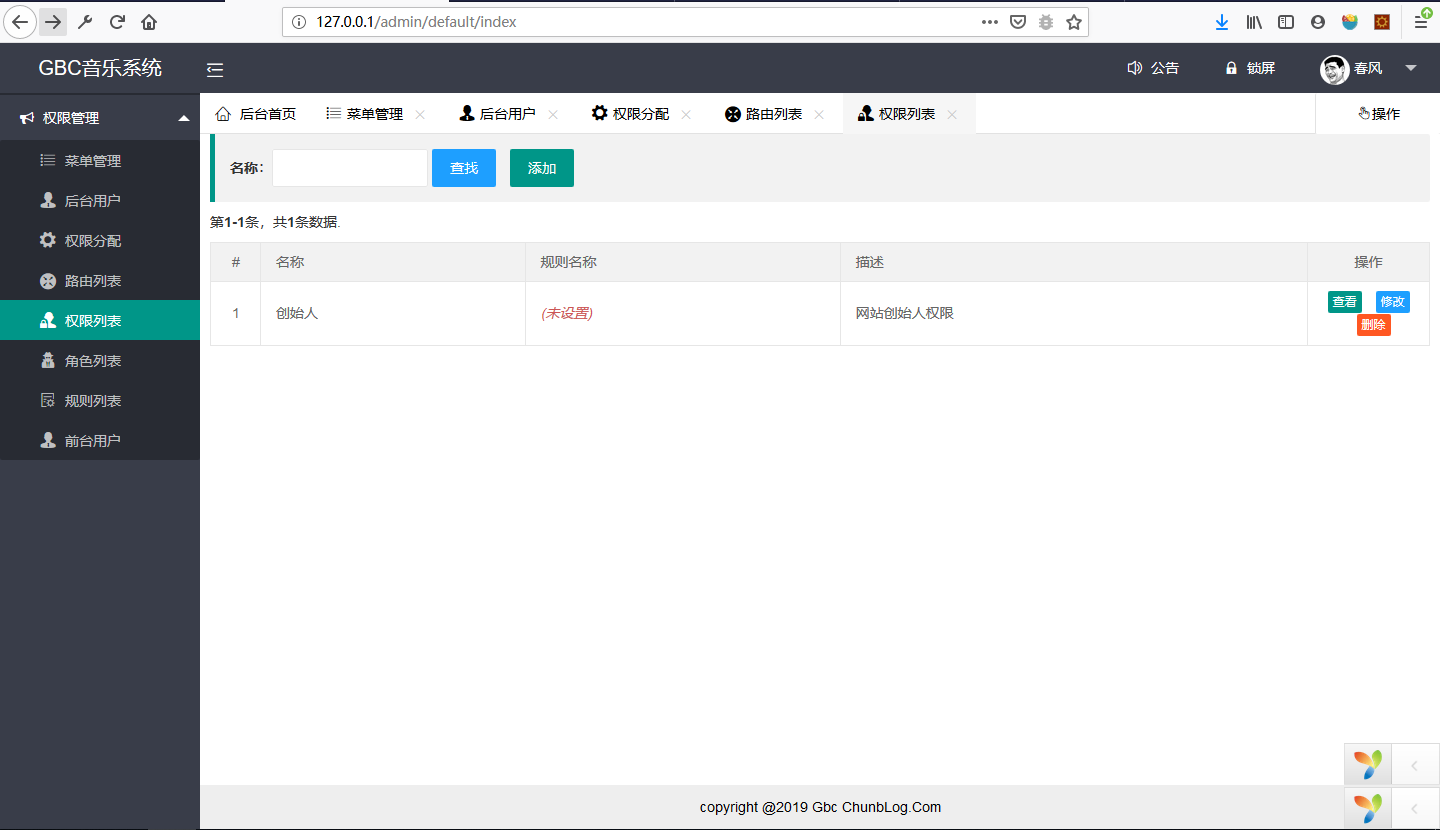 127.0.0.1/admin/default/index
GBC音乐系统
公告
锁屏
春风
权限管理
菜单管理
后台用户
权限分配
路由列表
权限列表
角色列表
规则列表
前台用户
后台首页 菜单管理 后台用户 权限分配 路由列表 权限列表 操作
名称: 查找 添加
第1-1条，共1条数据.
# 名称 规则名称 描述 操作
1 创始人 (未设置) 网站创始人权限 查看 修改
删除
copyright @2019 Gbc ChunbLog.Com